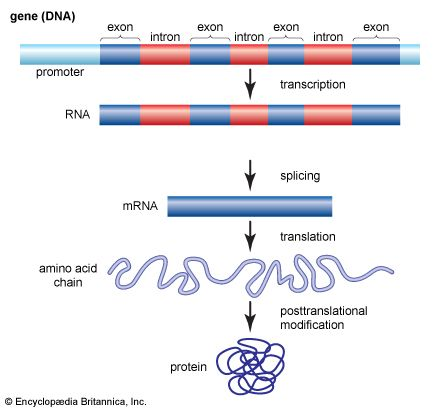 gene (DNA)
exon exon exon exon
intron intron intron
promoter
transcription
RNA
splicing
mRNA
translation
amino acid
chain
posttranslational
modification
protein
© Encyclopædia Britannica, Inc.